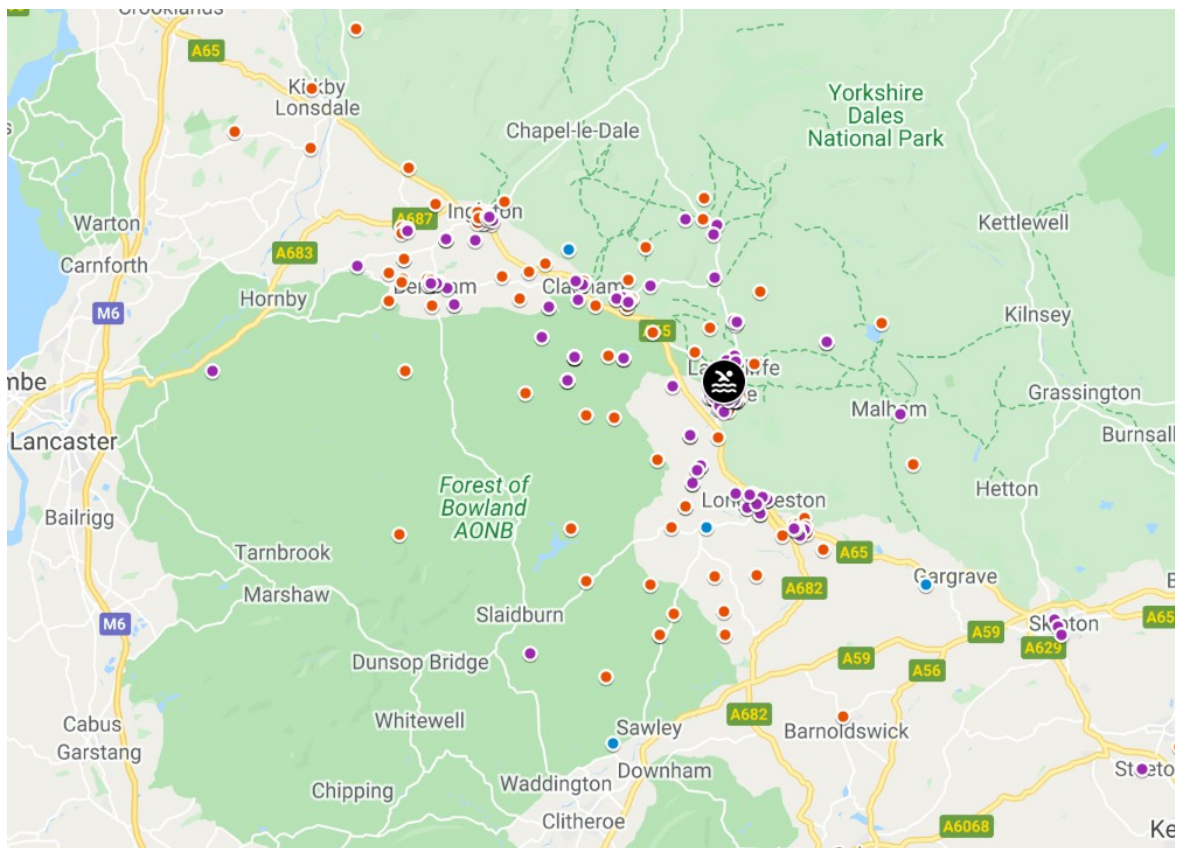 A65
Lonsdale
Yorkshire
Dales
National Park
Chapel-le-Dale
Warton
A687
Kettlewell
A683
Carnforth
Hornby
M6
Kilnsey
Grassington
Malham
Lancaster
Burnsall
Forest of
Bowland
AONB
Hetton
Bailrigg
Tarnbrook
A65
Gargrave
Marshaw
A682
M6
Slaidburn
A59
A65
A629
Dunsop Bridge
A59
A56
Whitewell
A682
Cabus
Sawley
Barnoldswick
Garstang
Waddington
Downham
Chipping
Clitheroe
A6068
Ke